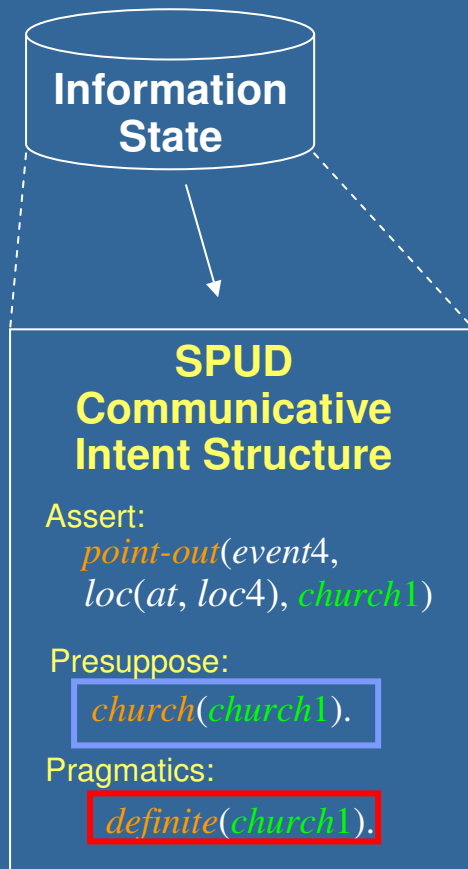 Information
State
SPUD
Communicative
Intent Structure
Assert:
point-out(event4,
loc(at, loc4), church1)
Presuppose:
church(church1).
Pragmatics:
definite(church1).